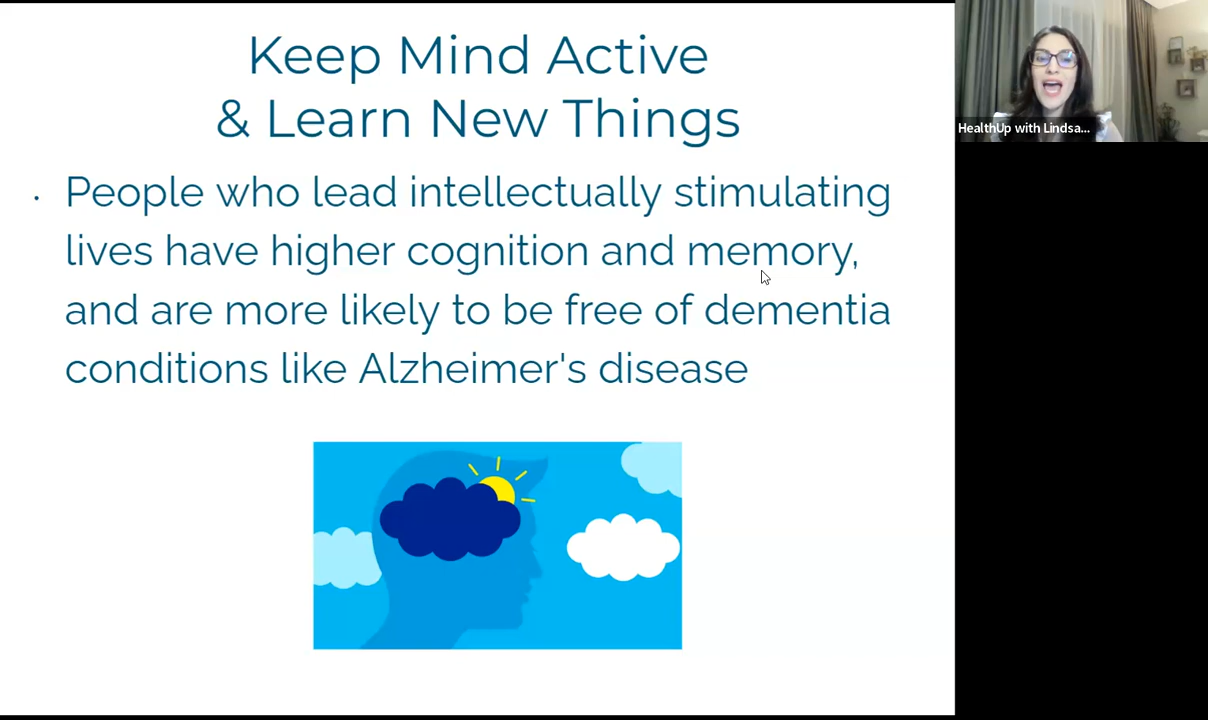 Keep Mind Active
& Learn New Things
· People who lead intellectually stimulating
lives have higher cognition and memory,
and are more likely to be free of dementia
conditions like Alzheimer's disease
HealthUp with Lindsa...